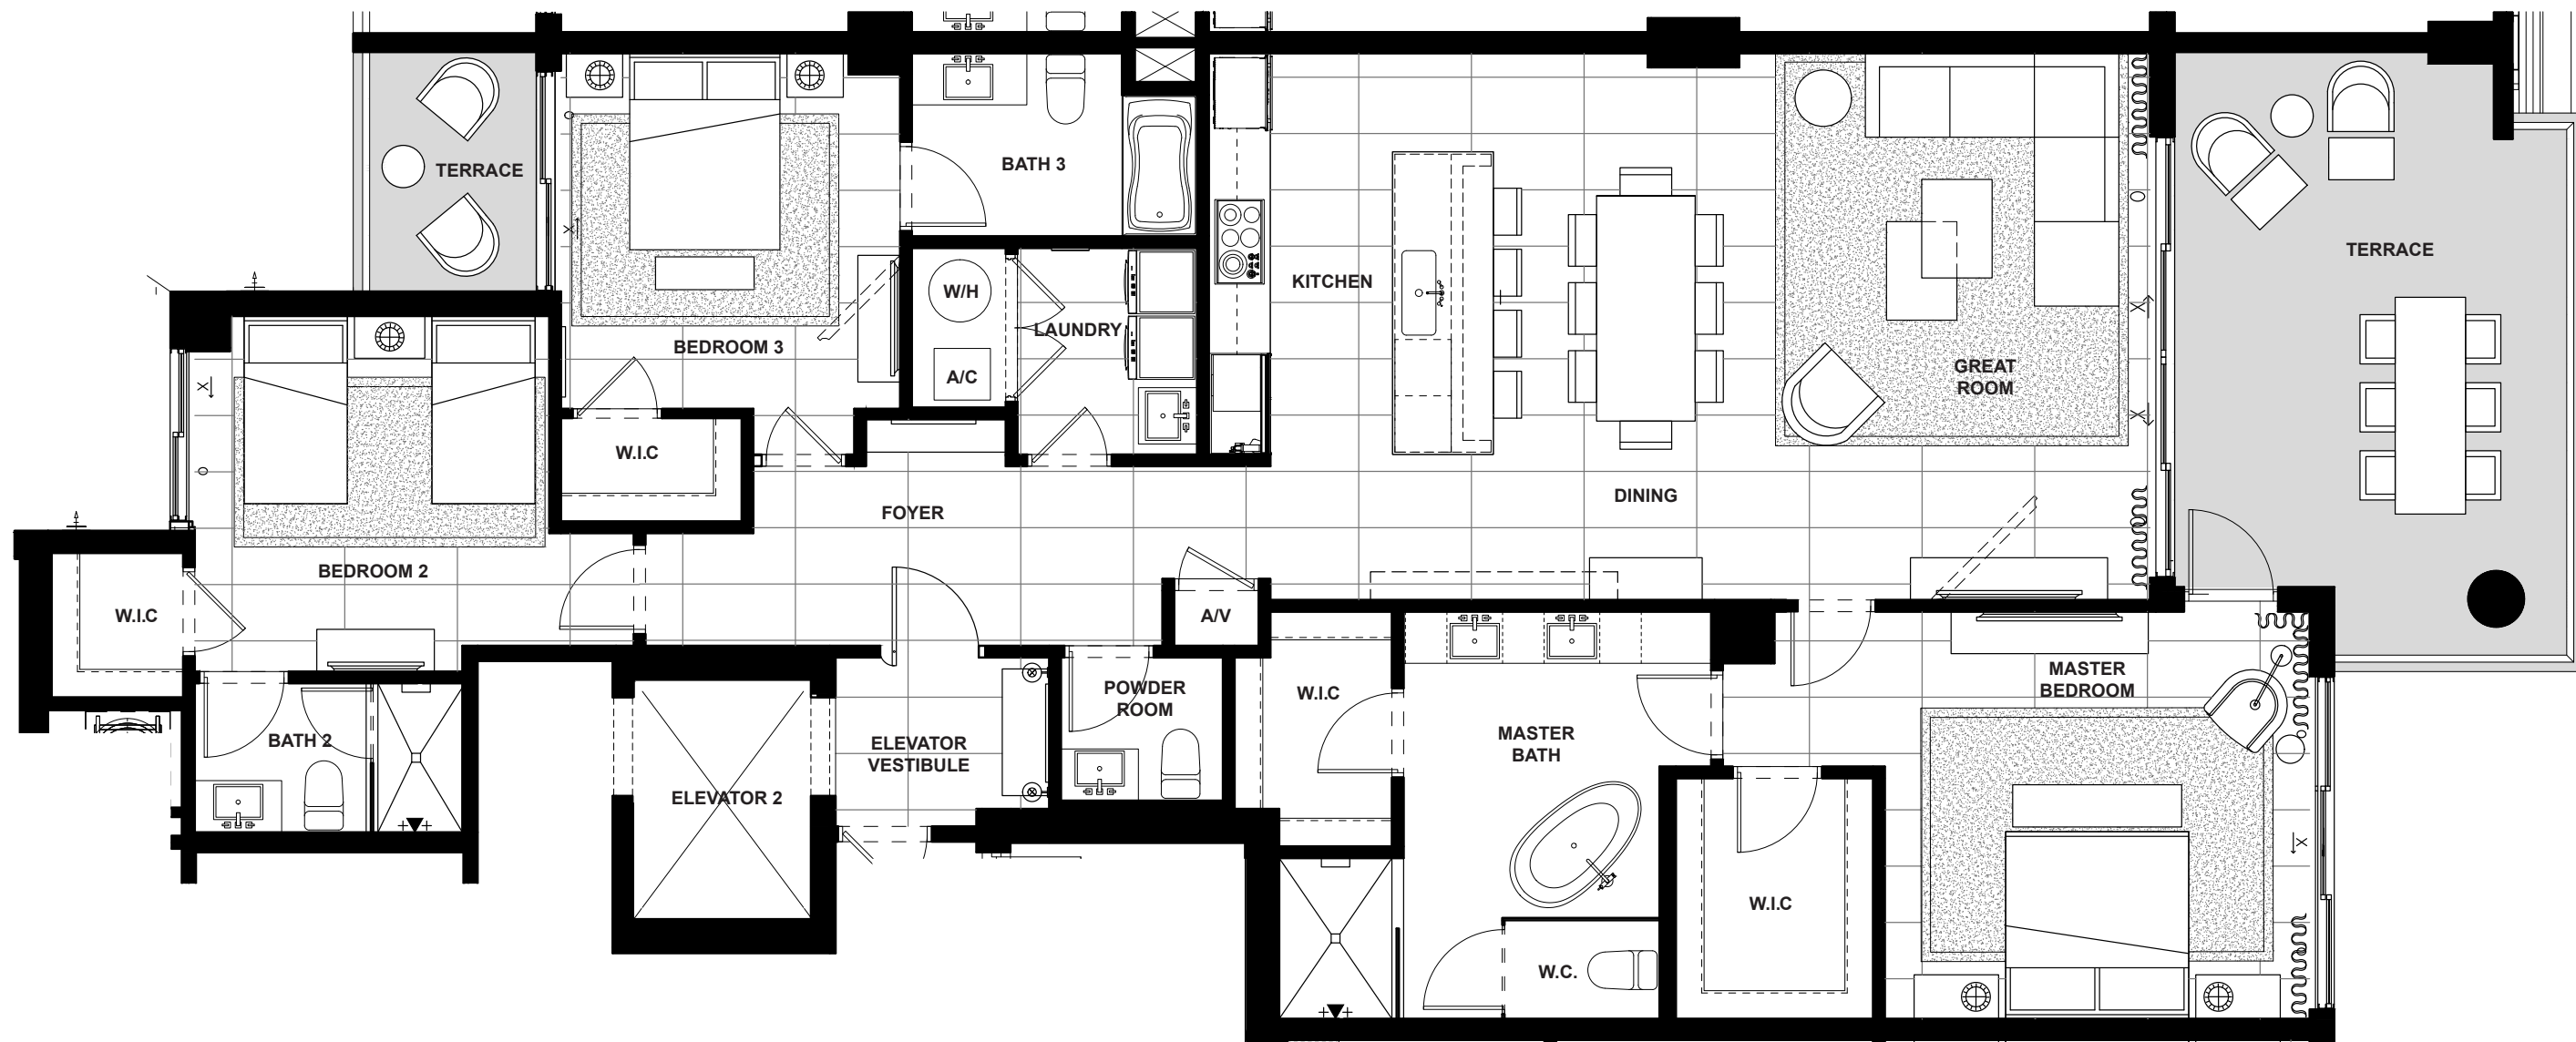 TERRACE
BATH 3
TERRACE
KITCHEN
W/H
LAUNDRY
BEDROOM 3
A/C
GREAT
ROOM
W.I.C
DINING
FOYER
BEDROOM 2
W.I.C
A/V
MASTER
BEDROOM
POWDER
ROOM
W.I.C
BATH 2
ELEVATOR
VESTIBULE
MASTER
BATH
ELEVATOR 2
W.I.C
W.C.
O
X
X
X
O
X
O
X